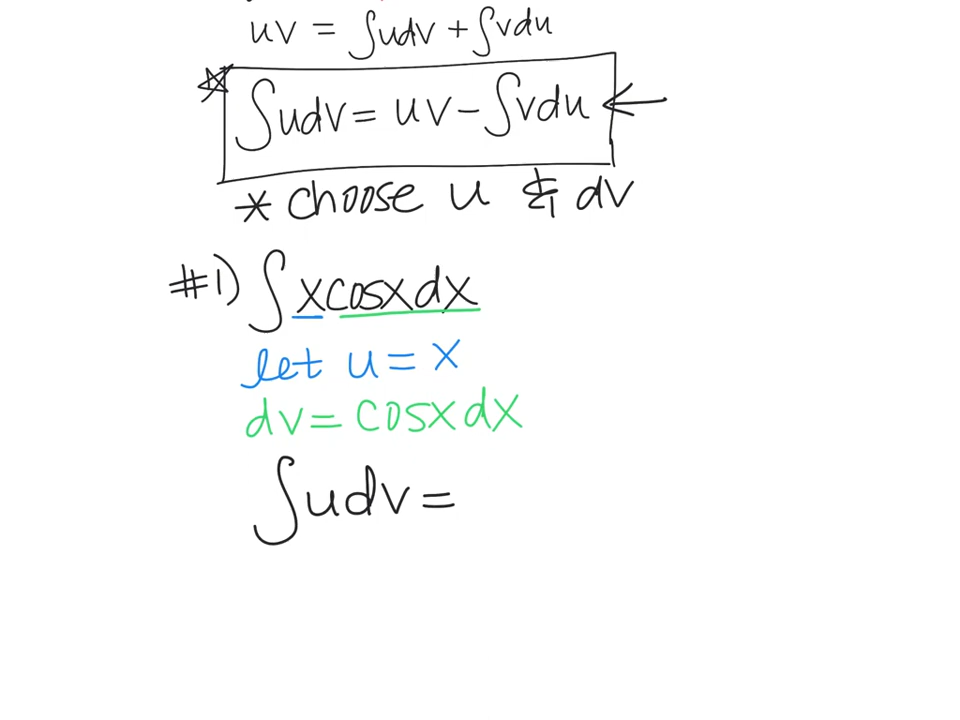 uv = ∫udv + ∫vdu
☆ ∫udv = uv - ∫vdu ←
* choose u & dv
#1) ∫xcosxdx
let u = x
dv = cosxdx
∫udv =